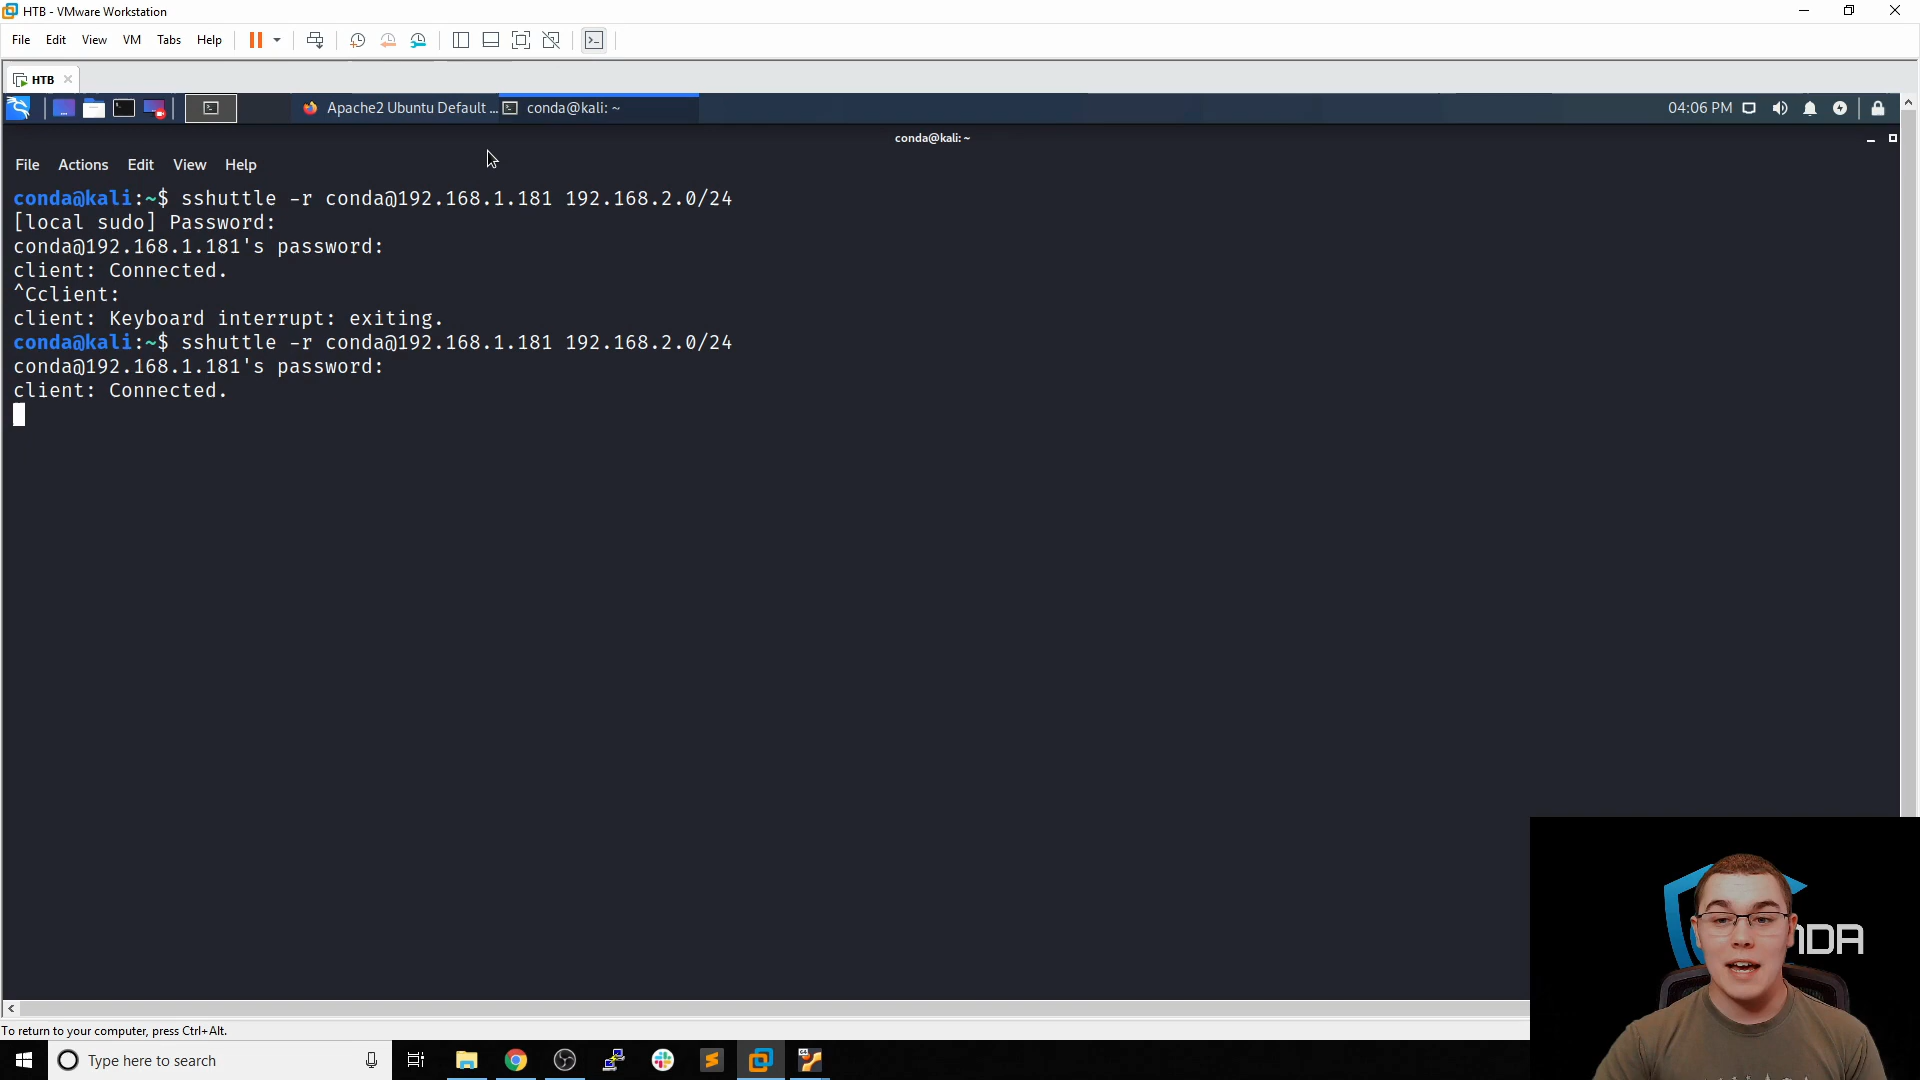 HTB - VMware Workstation
File Edit View VM Tabs Help
HTB
Apache2 Ubuntu Default ... conda@kali: ~ 04:06 PM
conda@kali: ~
File Actions Edit View Help
conda@kali:~$ sshuttle -r conda@192.168.1.181 192.168.2.0/24
[local sudo] Password:
conda@192.168.1.181's password:
client: Connected.
^Cclient:
client: Keyboard interrupt: exiting.
conda@kali:~$ sshuttle -r conda@192.168.1.181 192.168.2.0/24
conda@192.168.1.181's password:
client: Connected.
NDA
To return to your computer, press Ctrl+Alt.
Type here to search